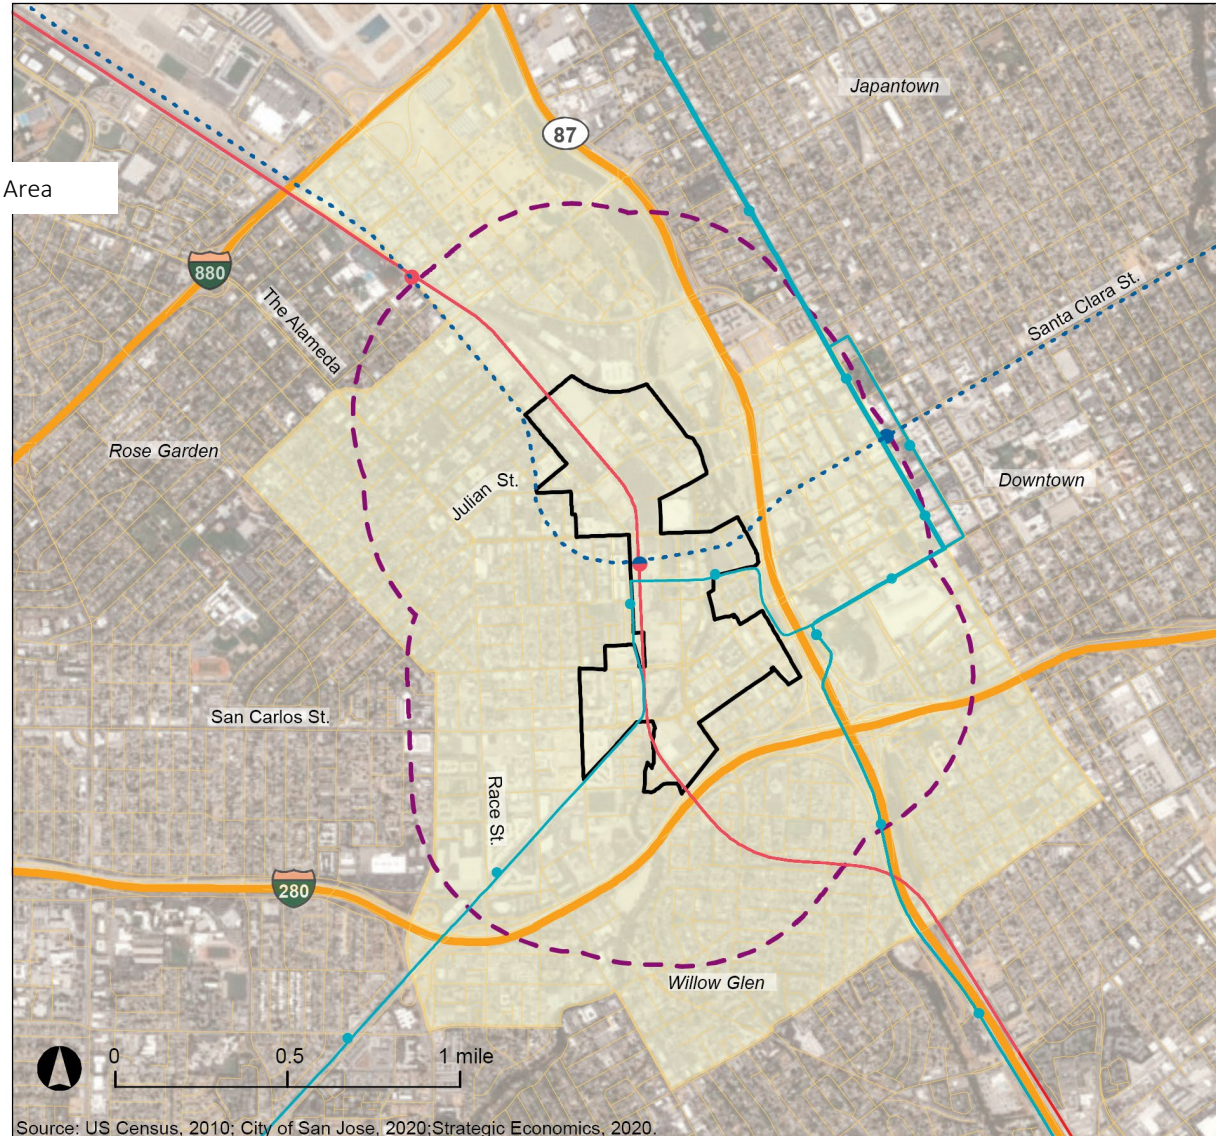 Japantown
87
Area
880
The Alameda
Santa Clara St.
Rose Garden
Julian St.
Downtown
San Carlos St.
Race St.
280
Willow Glen
0 0.5 1 mile
Source: US Census, 2010; City of San Jose, 2020;Strategic Economics, 2020.